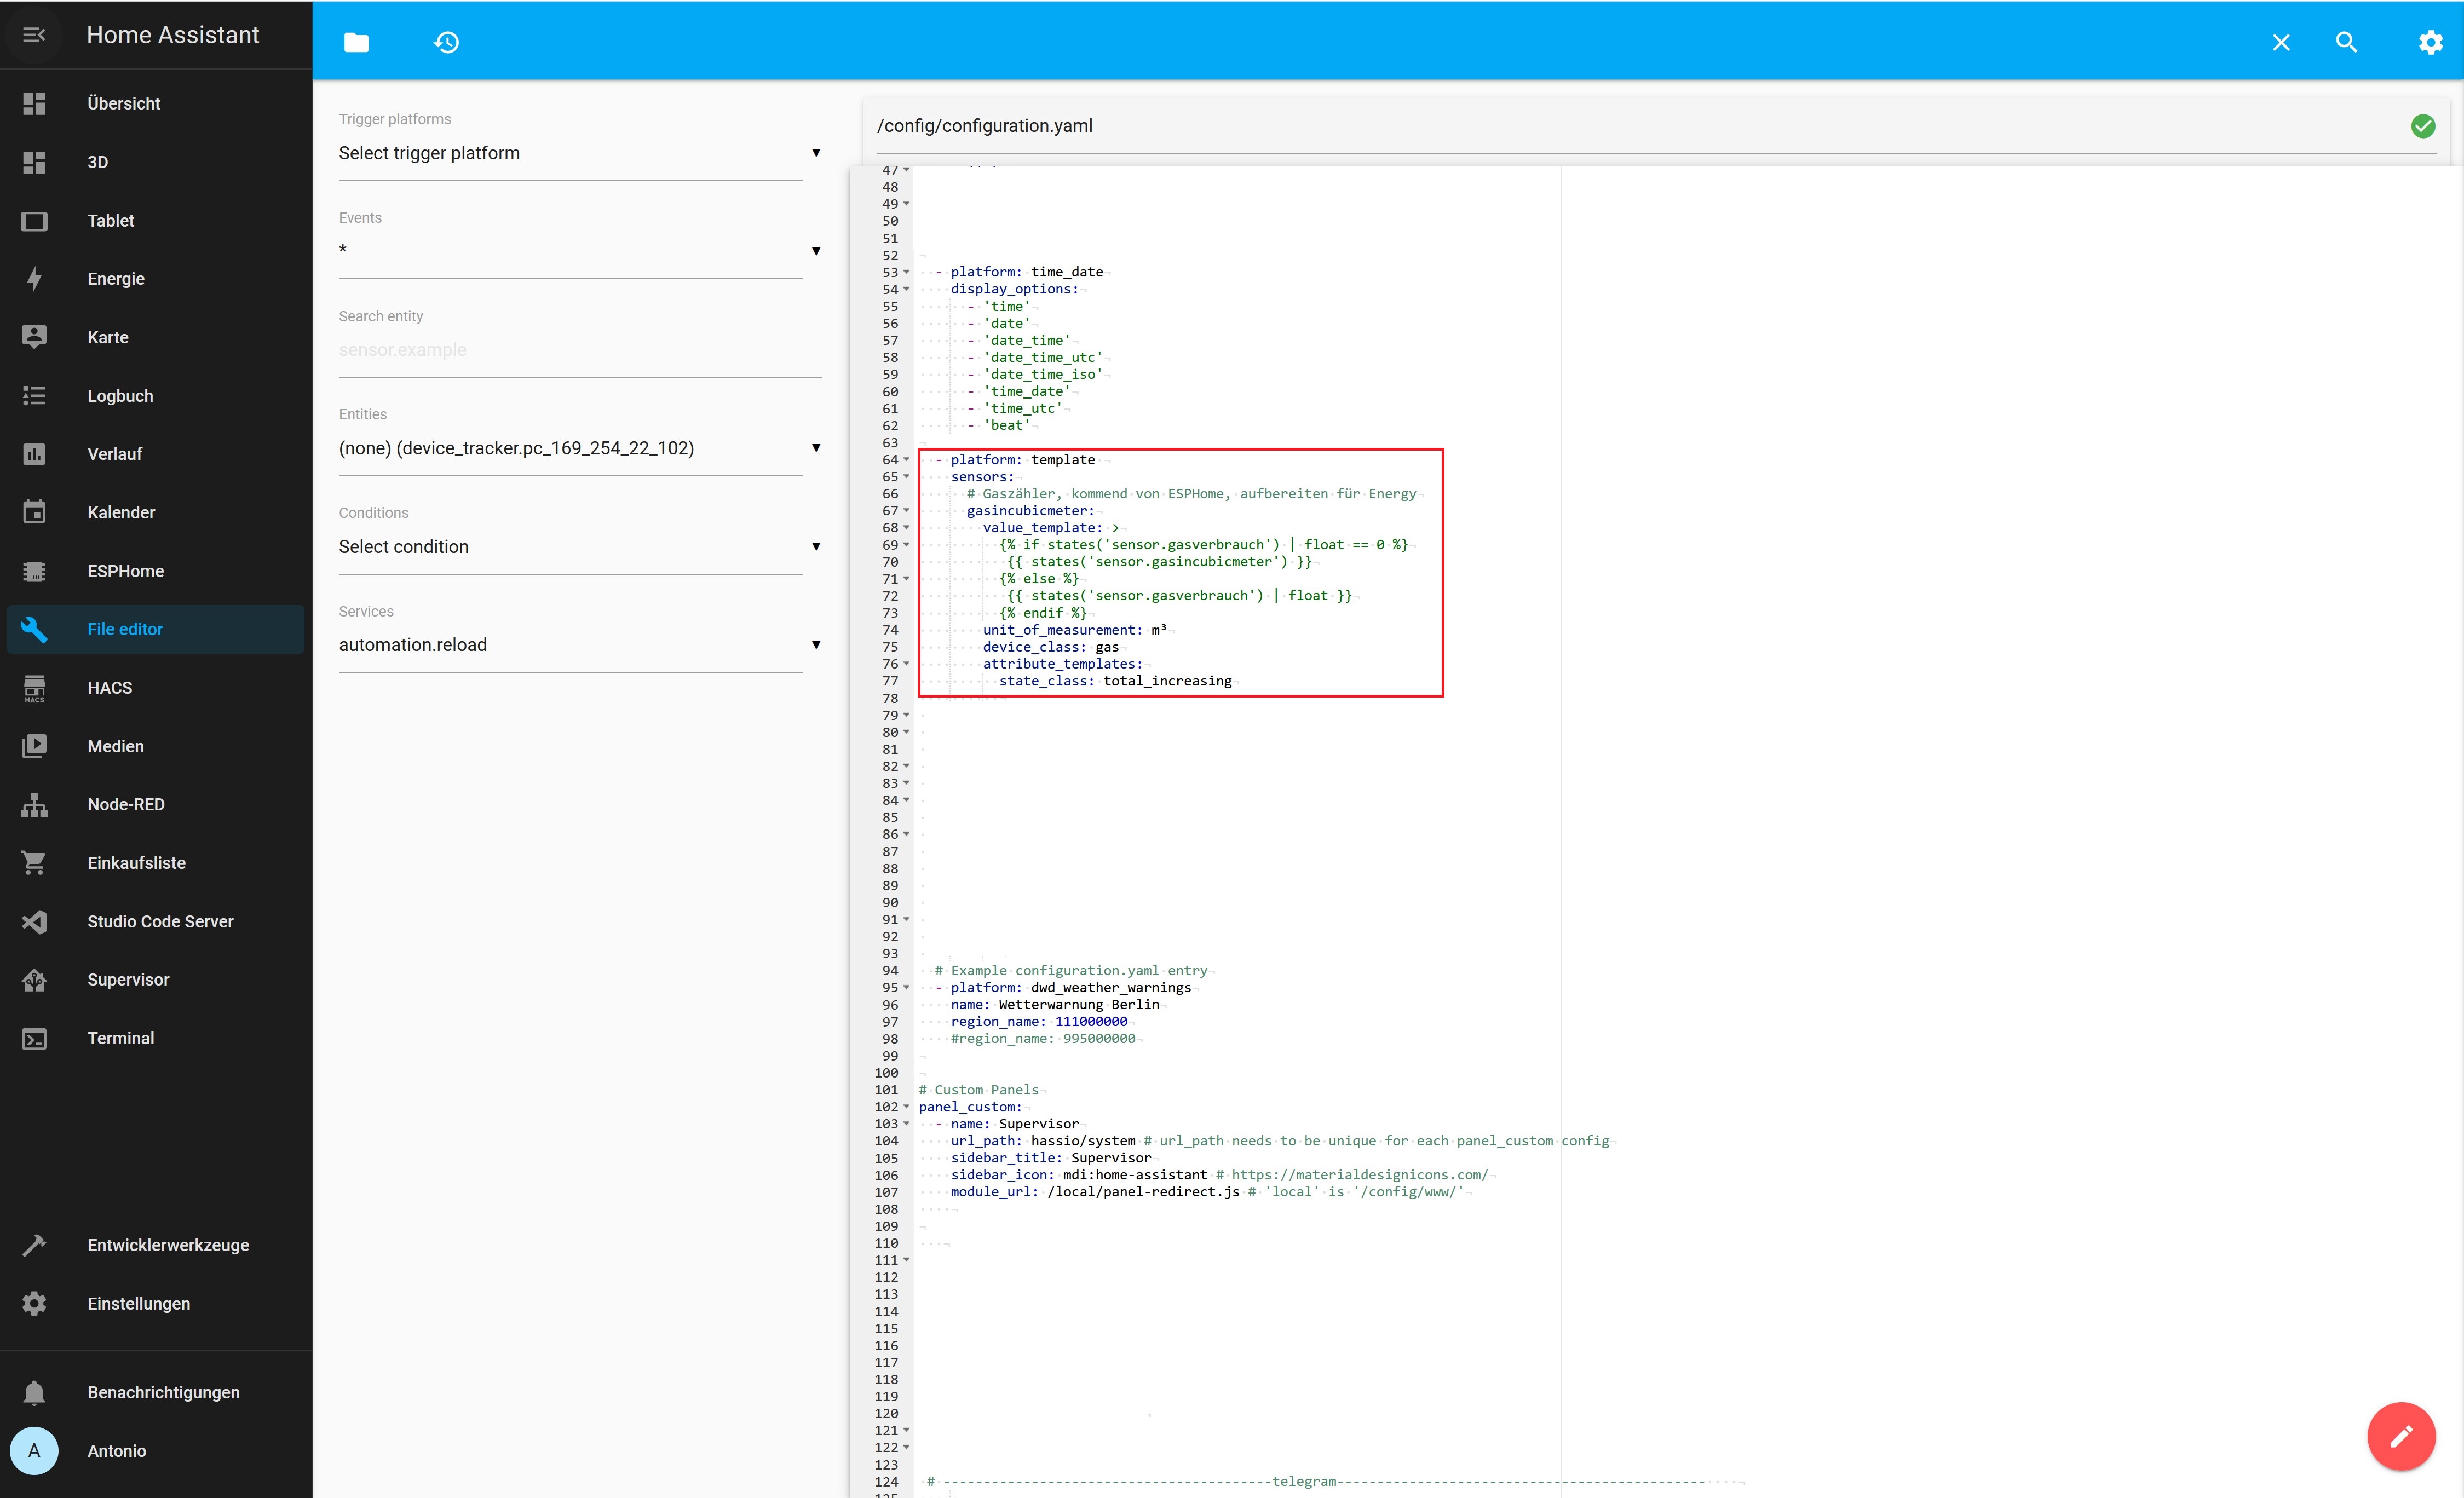 Home Assistant
Übersicht
3D
Tablet
Energie
Karte
Logbuch
Verlauf
Kalender
ESPHome
File editor
HACS
HACS
Medien
Node-RED
Einkaufsliste
Studio Code Server
Supervisor
Terminal
Entwicklerwerkzeuge
Einstellungen
Benachrichtigungen
A
Antonio
Trigger platforms
Select trigger platform
Events
*
Search entity
sensor.example
Entities
(none) (device_tracker.pc_169_254_22_102)
Conditions
Select condition
Services
automation.reload
/config/configuration.yaml
47
48
49
50
51
52
53 - platform: time_date
54 display_options:
55 - 'time'
56 - 'date'
57 - 'date_time'
58 - 'date_time_utc'
59 - 'date_time_iso'
60 - 'time_date'
61 - 'time_utc'
62 - 'beat'
63
64 - platform: template
65 sensors:
66 # Gaszähler, kommend von ESPHome, aufbereiten für Energy
67 gasincubicmeter:
68 value_template: >
69 {% if states('sensor.gasverbrauch') | float == 0 %}
70 {{ states('sensor.gasincubicmeter') }}
71 {% else %}
72 {{ states('sensor.gasverbrauch') | float }}
73 {% endif %}
74 unit_of_measurement: m³
75 device_class: gas
76 attribute_templates:
77 state_class: total_increasing
78
79
80
81
82
83
84
85
86
87
88
89
90
91
92
93
94 # Example configuration.yaml entry
95 - platform: dwd_weather_warnings
96 name: Wetterwarnung Berlin
97 region_name: 111000000
98 #region_name: 995000000
99
100
101 # Custom Panels
102 panel_custom:
103 - name: Supervisor
104 url_path: hassio/system # url_path needs to be unique for each panel_custom config
105 sidebar_title: Supervisor
106 sidebar_icon: mdi:home-assistant # https://materialdesignicons.com/
107 module_url: /local/panel-redirect.js # 'local' is '/config/www/'
108
109
110
111
112
113
114
115
116
117
118
119
120
121
122
123
124 # -----------------------------------------telegram----------------------------------------------